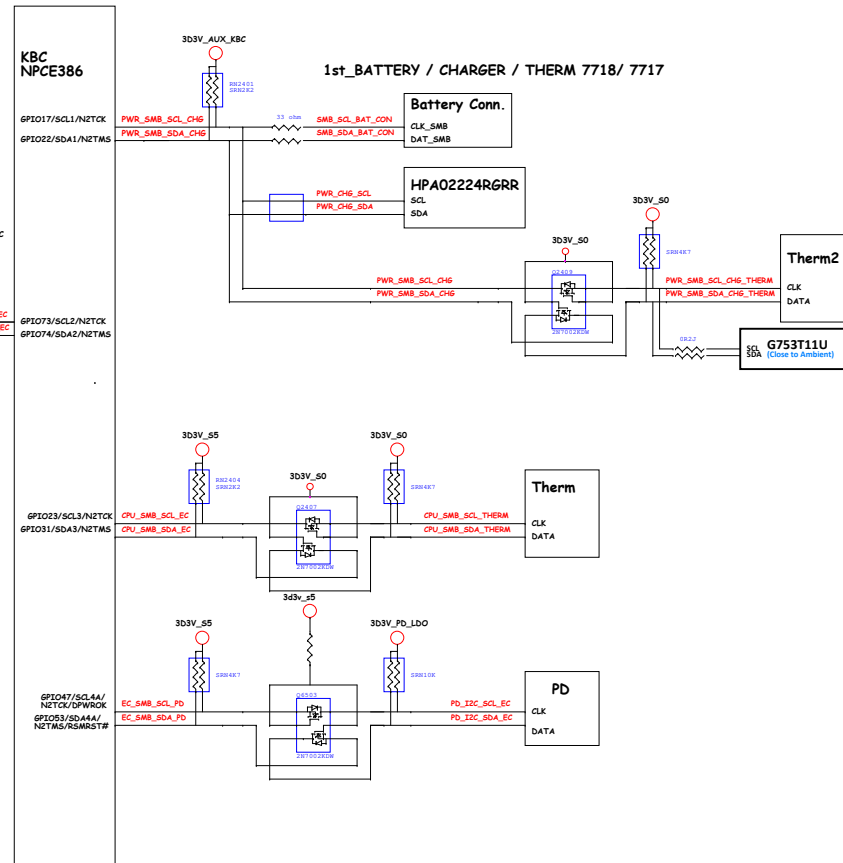 KBC
NPCE386
3D3V_AUX_KBC
RN2401
SRN2K2
1st_BATTERY / CHARGER / THERM 7718/ 7717
GPIO17/SCL1/N2TCK
PWR_SMB_SCL_CHG
33 ohm
SMB_SCL_BAT_CON
Battery Conn.
CLK_SMB
GPIO22/SDA1/N2TMS
PWR_SMB_SDA_CHG
SMB_SDA_BAT_CON
DAT_SMB
HPA02224RGRR
PWR_CHG_SCL
SCL
PWR_CHG_SDA
SDA
3D3V_S0
3D3V_S0
SRN4K7
Q2409
2N7002KDW
PWR_SMB_SCL_CHG
PWR_SMB_SDA_CHG
PWR_SMB_SCL_CHG_THERM
PWR_SMB_SDA_CHG_THERM
Therm2
CLK
DATA
C
EC
EC
GPIO73/SCL2/N2TCK
GPIO74/SDA2/N2TMS
0R2J
SCL
SDA
G753T11U
(Close to Ambient)
3D3V_S5
RN2404
SRN2K2
3D3V_S0
3D3V_S0
SRN4K7
Q2407
2N7002KDW
GPIO23/SCL3/N2TCK
CPU_SMB_SCL_EC
GPIO31/SDA3/N2TMS
CPU_SMB_SDA_EC
CPU_SMB_SCL_THERM
CPU_SMB_SDA_THERM
Therm
CLK
DATA
3D3V_S5
SRN4K7
3d3v_s5
3D3V_PD_LDO
SRN10K
Q6503
2N7002KDW
GPIO47/SCL4A/
N2TCK/DPWROK
EC_SMB_SCL_PD
GPIO53/SDA4A/
N2TMS/RSMRST#
EC_SMB_SDA_PD
PD_I2C_SCL_EC
PD_I2C_SDA_EC
PD
CLK
DATA